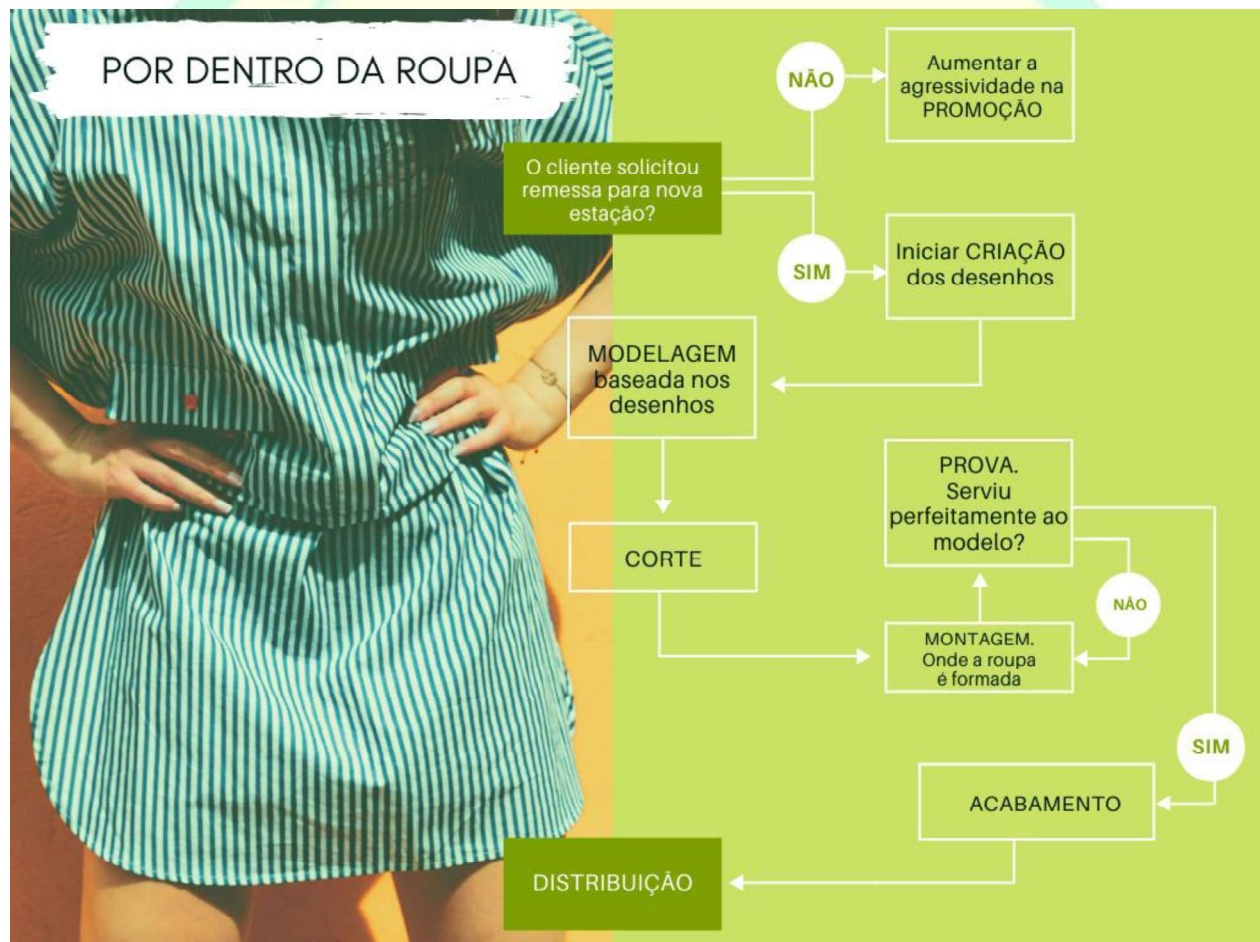 POR DENTRO DA ROUPA
NÃO
Aumentar a
agressividade na
PROMOÇÃO
O cliente solicitou
remessa para nova
estação?
SIM
Iniciar CRIAÇÃO
dos desenhos
MODELAGEM
baseada nos
desenhos
PROVA.
Serviu
perfeitamente ao
modelo?
CORTE
NÃO
MONTAGEM.
Onde a roupa
é formada
SIM
ACABAMENTO
DISTRIBUIÇÃO